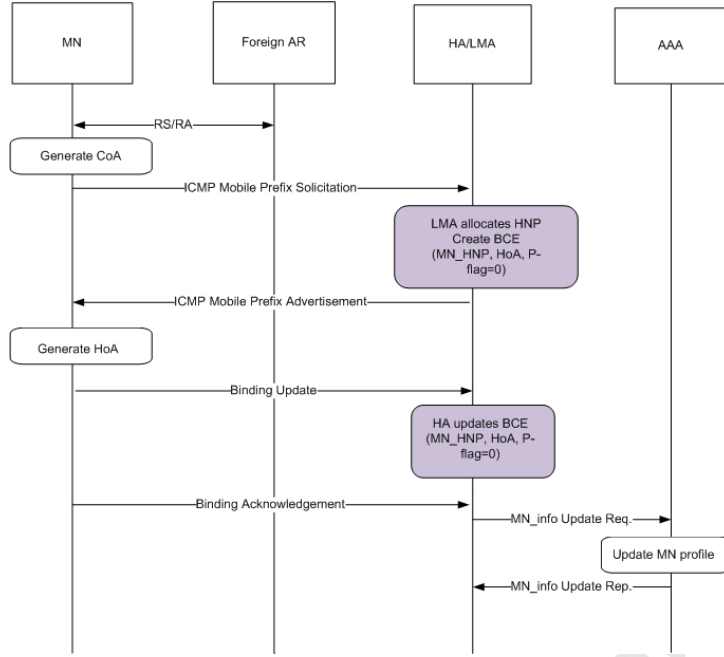 MN
Foreign AR
HA/LMA
AAA
RS/RA
Generate CoA
ICMP Mobile Prefix Solicitation
LMA allocates HNP
Create BCE
(MN_HNP, HoA, P-
flag=0)
ICMP Mobile Prefix Advertisement
Generate HoA
Binding Update
HA updates BCE
(MN_HNP, HoA, P-
flag=0)
Binding Acknowledgement
MN_info Update Req.
Update MN profile
MN_info Update Rep.